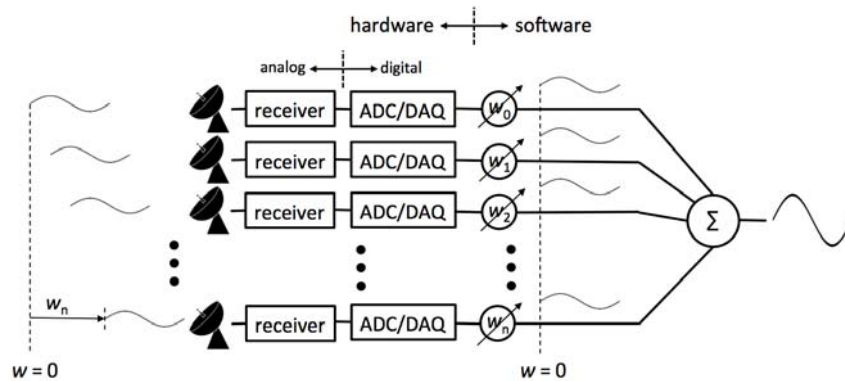 hardware software
analog digital
receiver ADC/DAQ w0
receiver ADC/DAQ w1
receiver ADC/DAQ w2
Σ
wn
receiver ADC/DAQ wn
w = 0 w = 0